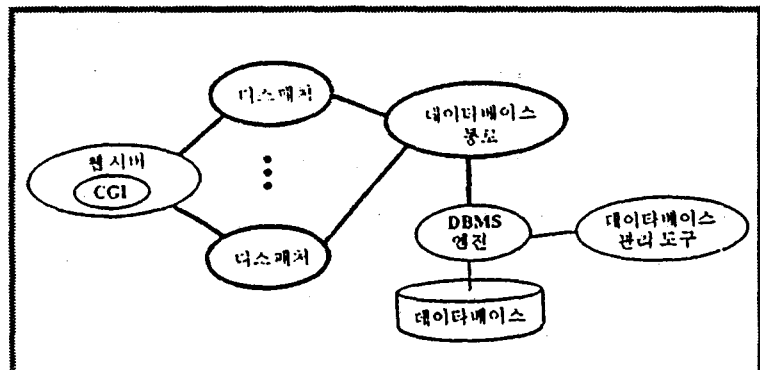 디스패처
데이터베이스
통로
웹 서버
CGI
디스패처
DBMS
엔진
데이타베이스
관리 도구
데이타베이스